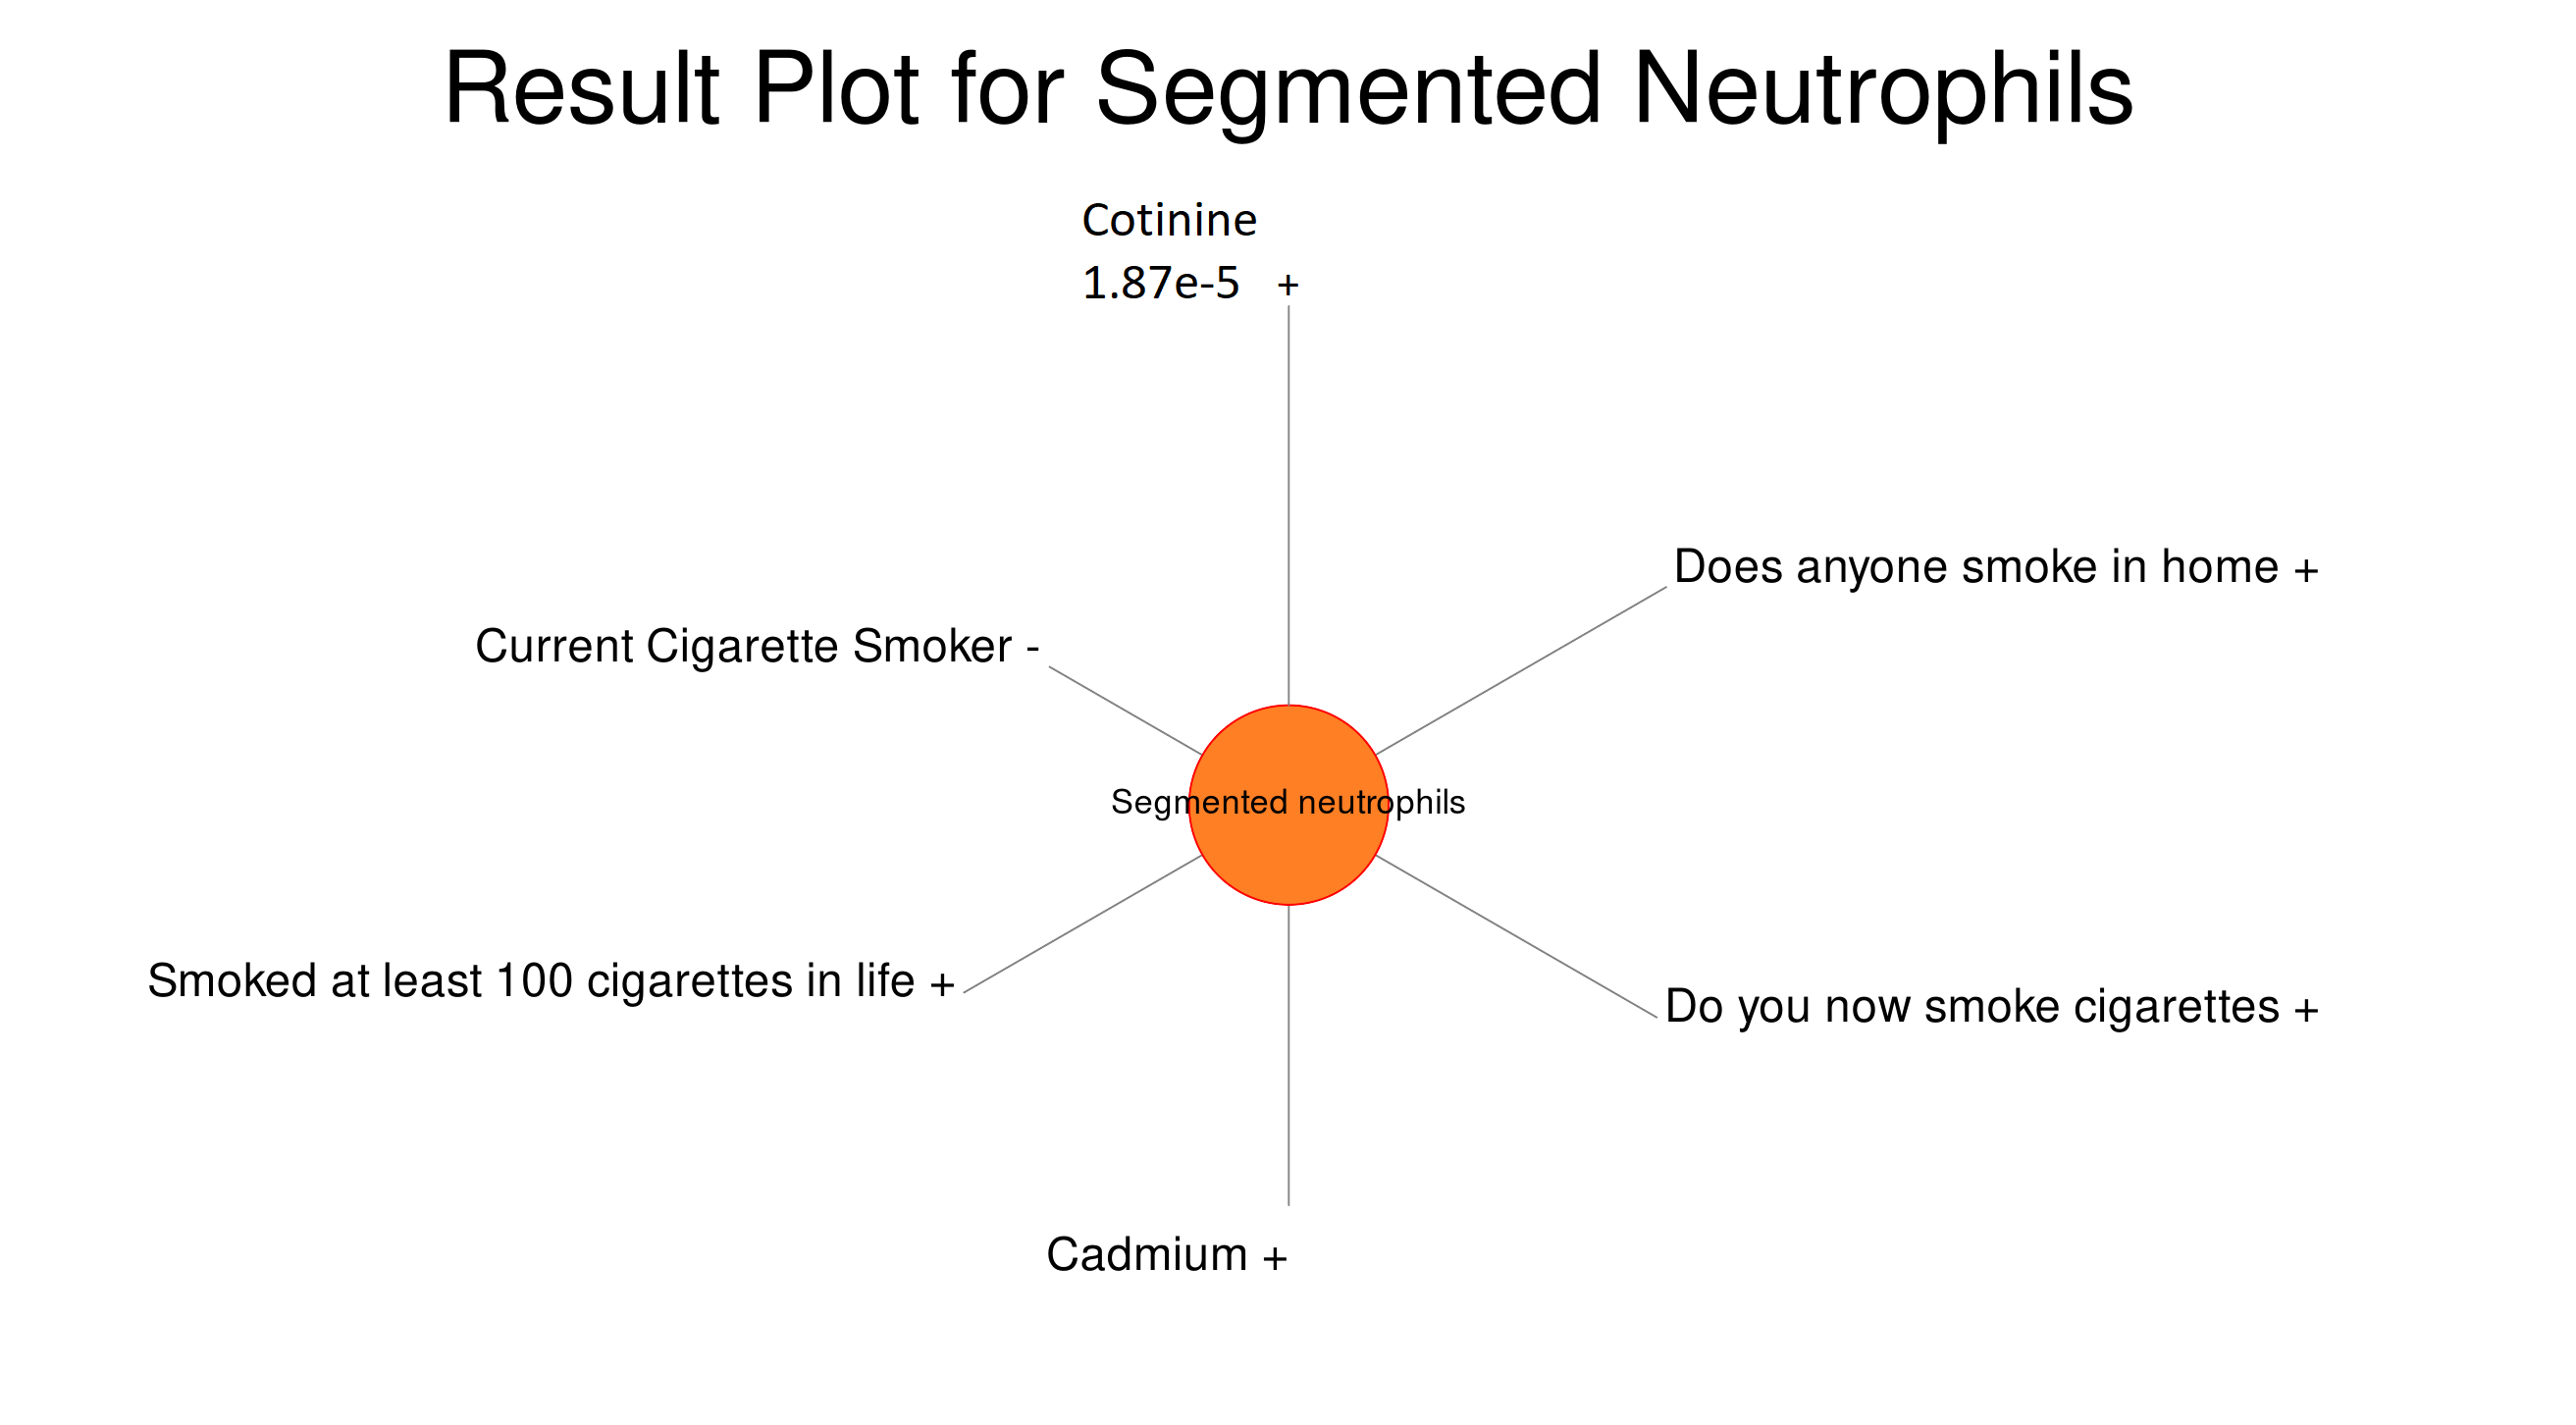 Result Plot for Segmented Neutrophils
Cotinine
1.87e-5 +
Does anyone smoke in home +
Current Cigarette Smoker -
Segmented neutrophils
Smoked at least 100 cigarettes in life +
Do you now smoke cigarettes +
Cadmium +